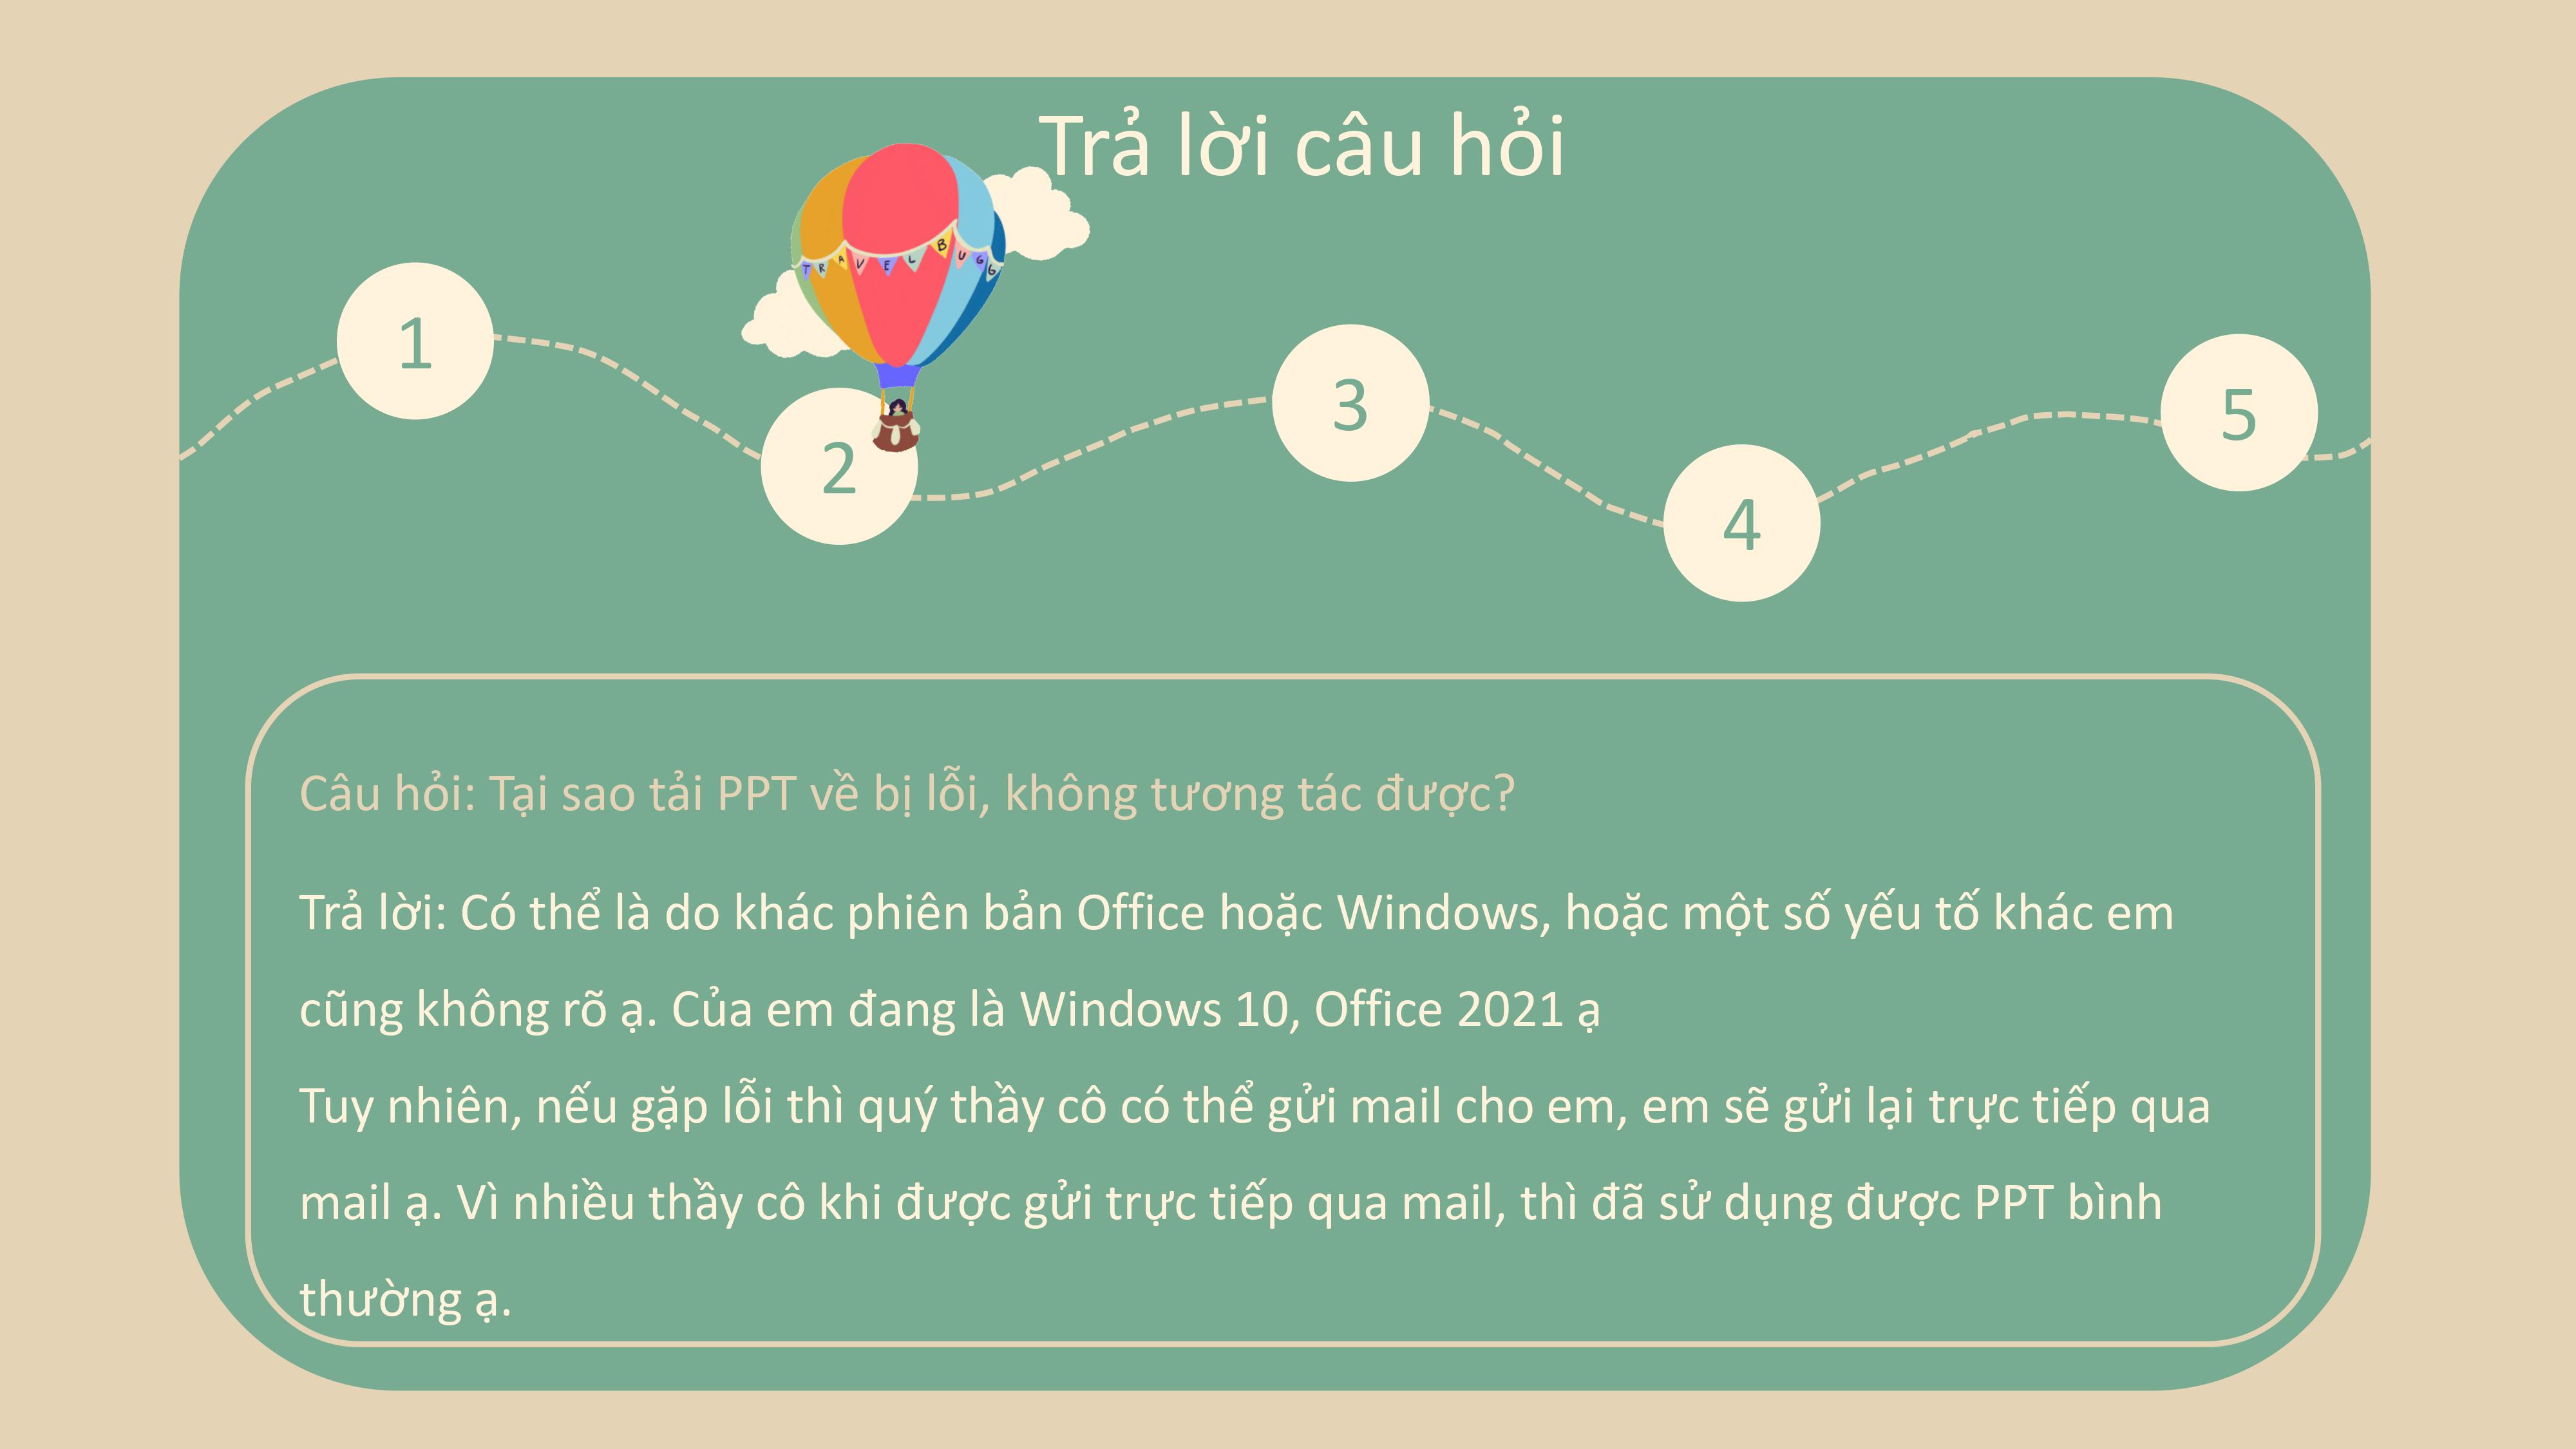 Trả lời câu hỏi
TRAVEL BUGG
1
2
3
4
5
Câu hỏi: Tại sao tải PPT về bị lỗi, không tương tác được?
Trả lời: Có thể là do khác phiên bản Office hoặc Windows, hoặc một số yếu tố khác em
cũng không rõ ạ. Của em đang là Windows 10, Office 2021 ạ
Tuy nhiên, nếu gặp lỗi thì quý thầy cô có thể gửi mail cho em, em sẽ gửi lại trực tiếp qua
mail ạ. Vì nhiều thầy cô khi được gửi trực tiếp qua mail, thì đã sử dụng được PPT bình
thường ạ.